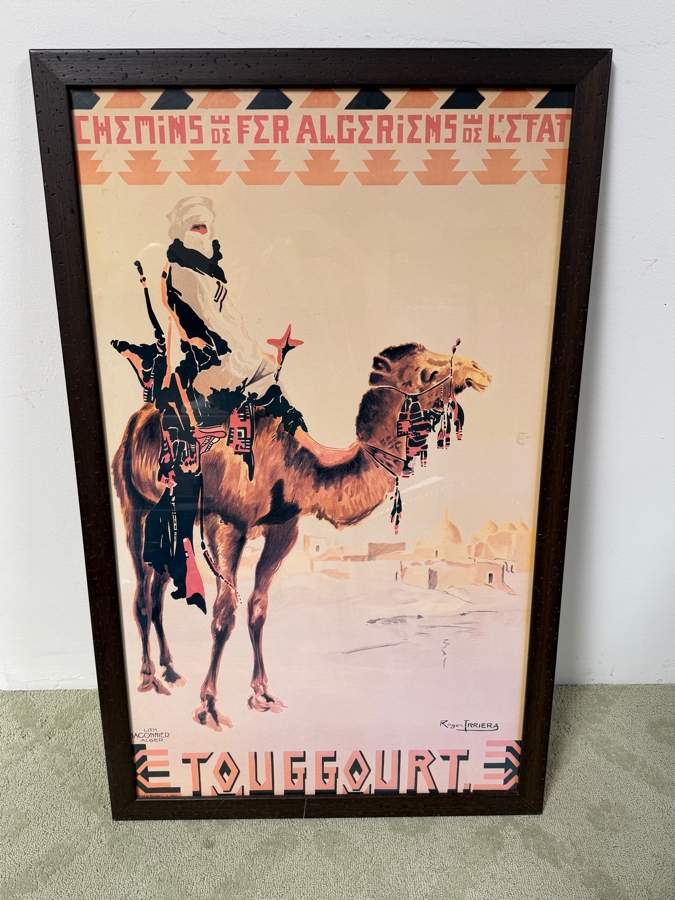 CHEMINS DE FER ALGERIENS DE L'ETAT
Roger IRRIERA
LITH
BACONNIER
ALGER
TOUGGOURT